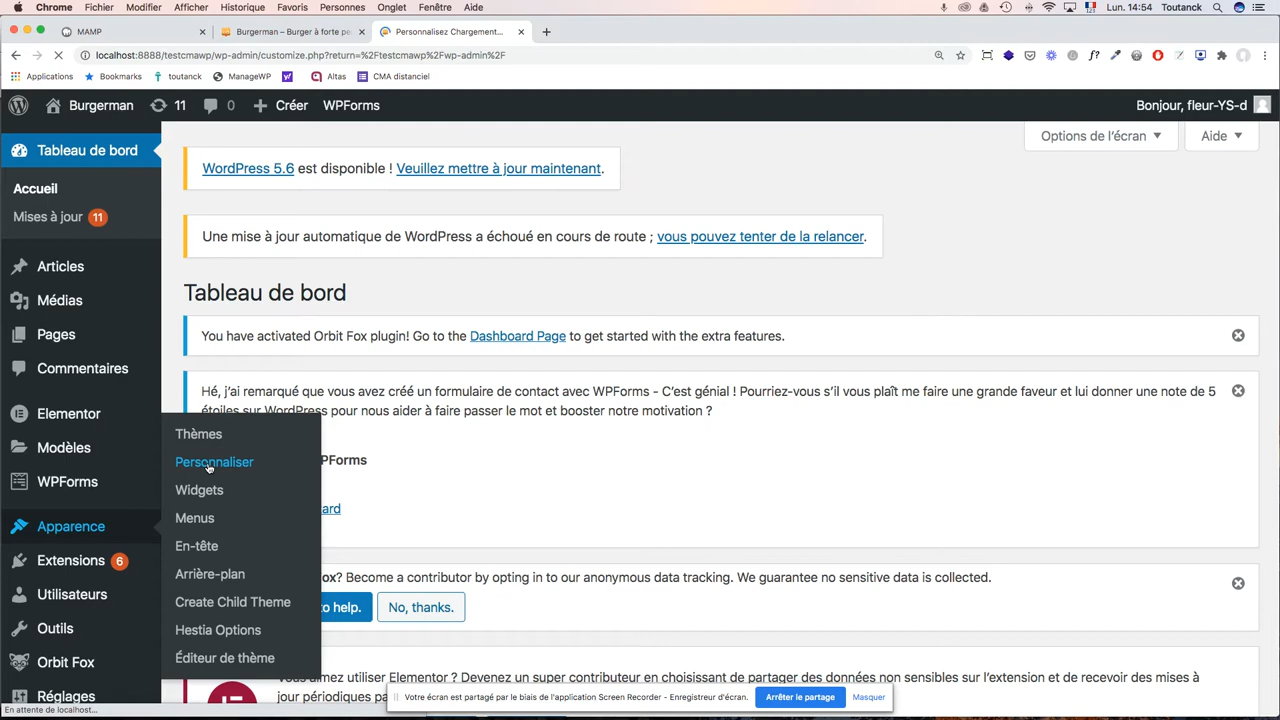 Chrome Fichier Modifier Afficher Historique Favoris Personnes Onglet Fenêtre Aide Lun. 14:54 Toutanck
MAMP Burgerman – Burger à forte pe Personnalisez Chargement...
localhost:8888/testcmawp/wp-admin/customize.php?return=%2Ftestcmawp%2Fwp-admin%2F
Applications Bookmarks toutanck ManageWP Altas CMA distanciel
Burgerman 11 0 Créer WPForms Bonjour, fleur-YS-d
Options de l'écran Aide
Tableau de bord
Accueil
Mises à jour 11
Articles
Médias
Pages
Commentaires
Elementor
Modèles
WPForms
Apparence
Extensions 6
Utilisateurs
Outils
Orbit Fox
Réglages
En attente de localhost...
Thèmes
Personnaliser
Widgets
Menus
En-tête
Arrière-plan
Create Child Theme
Hestia Options
Éditeur de thème
WordPress 5.6 est disponible ! Veuillez mettre à jour maintenant.
Une mise à jour automatique de WordPress a échoué en cours de route ; vous pouvez tenter de la relancer.
Tableau de bord
You have activated Orbit Fox plugin! Go to the Dashboard Page to get started with the extra features.
Hé, j'ai remarqué que vous avez créé un formulaire de contact avec WPForms - C'est génial ! Pourriez-vous s'il vous plaît me faire une grande faveur et lui donner une note de 5
étoiles sur WordPress pour nous aider à faire passer le mot et booster notre motivation ?
WPForms
ard
ox? Become a contributor by opting in to our anonymous data tracking. We guarantee no sensitive data is collected.
to help. No, thanks.
Vous aimez utiliser Elementor ? Devenez un super contributeur en choisissant de partager des données non sensibles sur l'extension et de recevoir des mises à
jour périodiques pa
Votre écran est partagé par le biais de l'application Screen Recorder - Enregistreur d'écran. Arrêter le partage Masquer